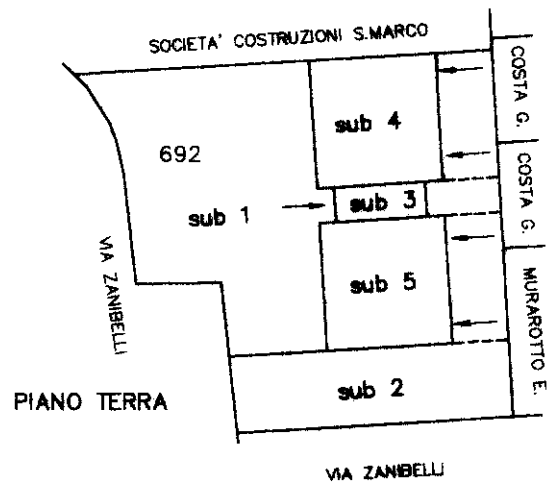 SOCIETA' COSTRUZIONI S.MARCO
COSTA G.
sub 4
692
COSTA G.
sub 3
sub 1
VIA ZANIBELLI
sub 5
MURAROTTO E.
sub 2
PIANO TERRA
VIA ZANIBELLI